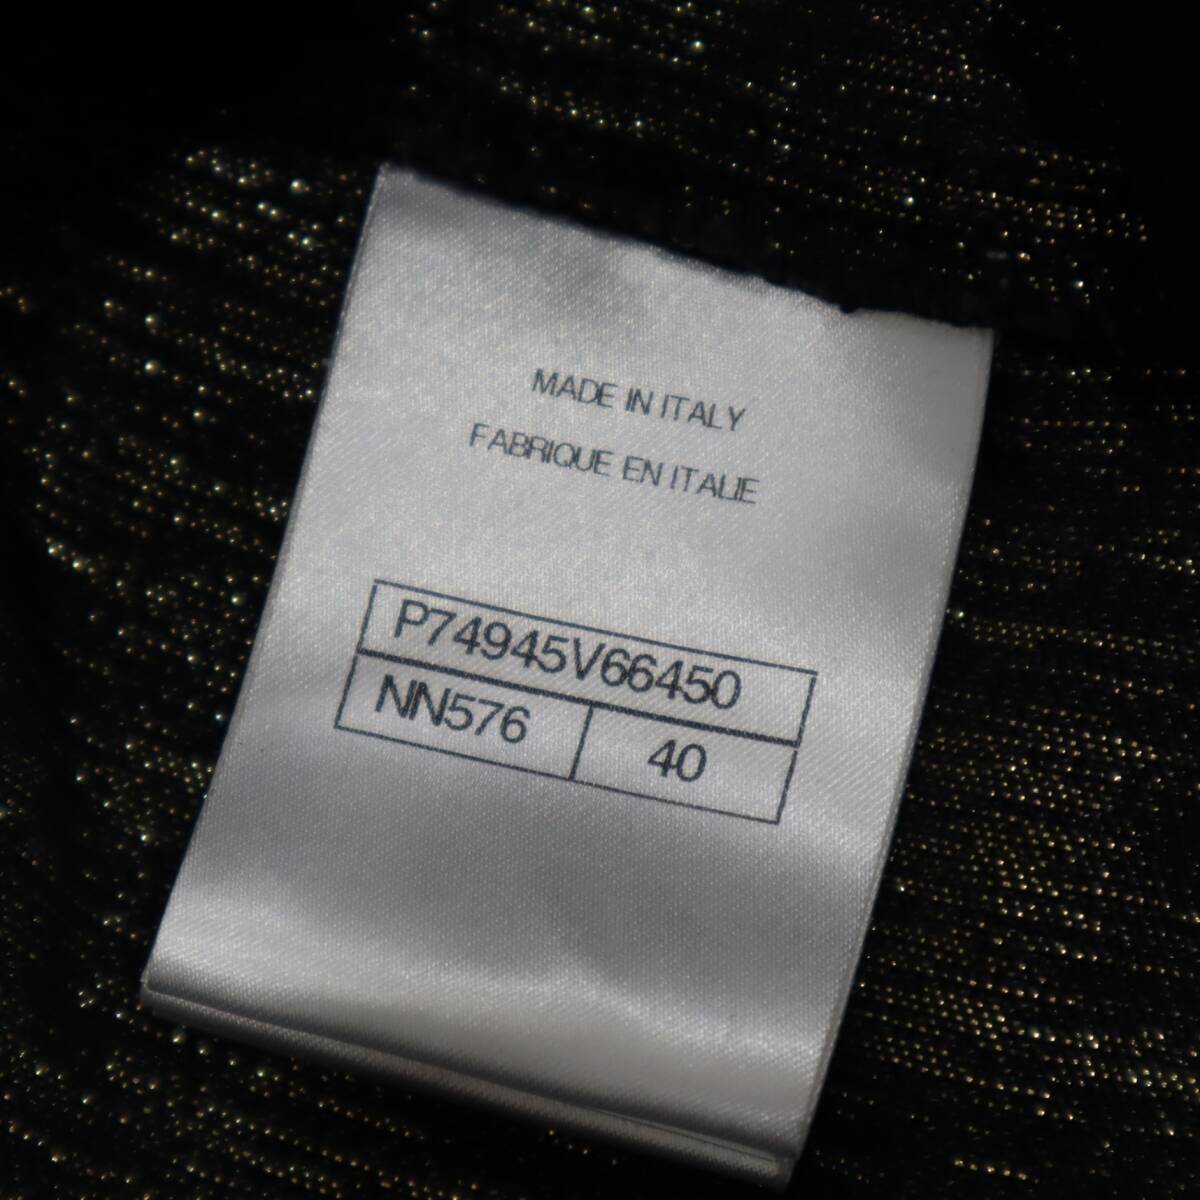 MADE IN ITALY
FABRIQUE EN ITALIE
P74945V66450
NN576 40